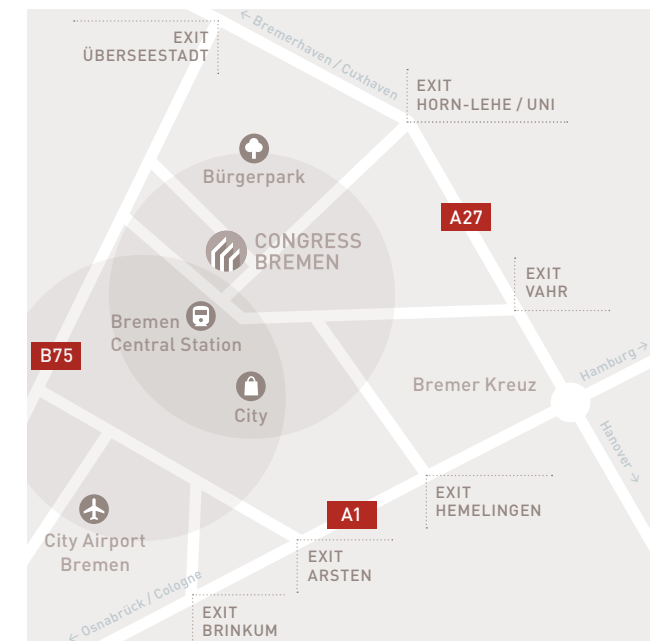 ← Bremerhaven / Cuxhaven
EXIT
ÜBERSEESTADT
EXIT
HORN-LEHE / UNI
Bürgerpark
A27
CONGRESS
BREMEN
EXIT
VAHR
Bremen
Central Station
B75
Hamburg →
Bremer Kreuz
City
Hanover →
EXIT
HEMELINGEN
A1
City Airport
Bremen
EXIT
ARSTEN
← Osnabrück / Cologne
EXIT
BRINKUM